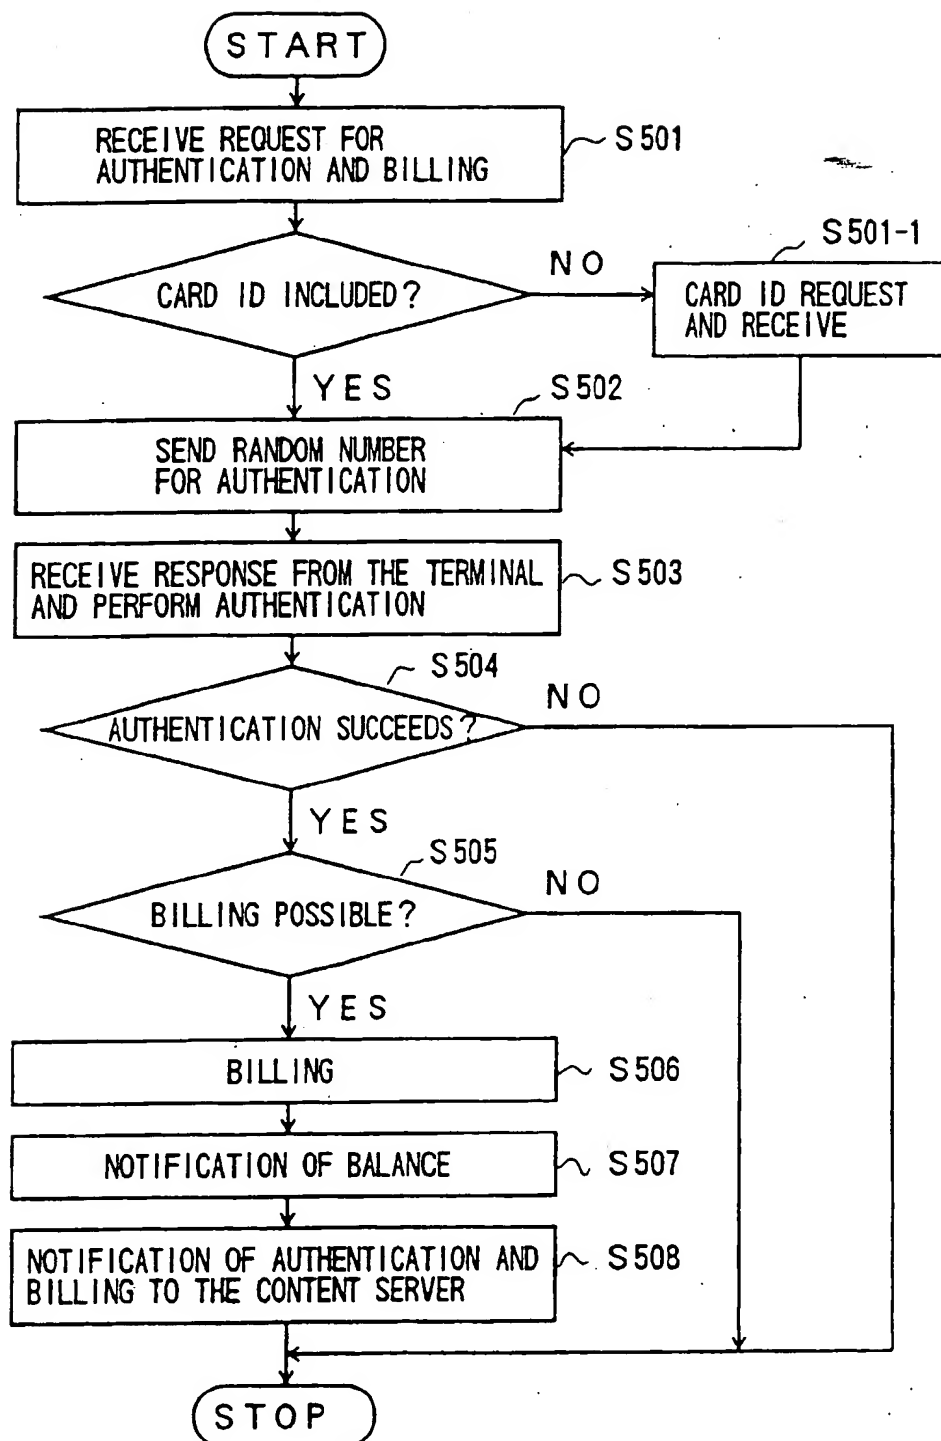 START
RECEIVE REQUEST FOR
AUTHENTICATION AND BILLING
S501
CARD ID INCLUDED?
NO
S501-1
CARD ID REQUEST
AND RECEIVE
YES
S502
SEND RANDOM NUMBER
FOR AUTHENTICATION
RECEIVE RESPONSE FROM THE TERMINAL
AND PERFORM AUTHENTICATION
S503
S504
AUTHENTICATION SUCCEEDS?
NO
YES
S505
BILLING POSSIBLE?
NO
YES
BILLING
S506
NOTIFICATION OF BALANCE
S507
NOTIFICATION OF AUTHENTICATION AND
BILLING TO THE CONTENT SERVER
S508
STOP